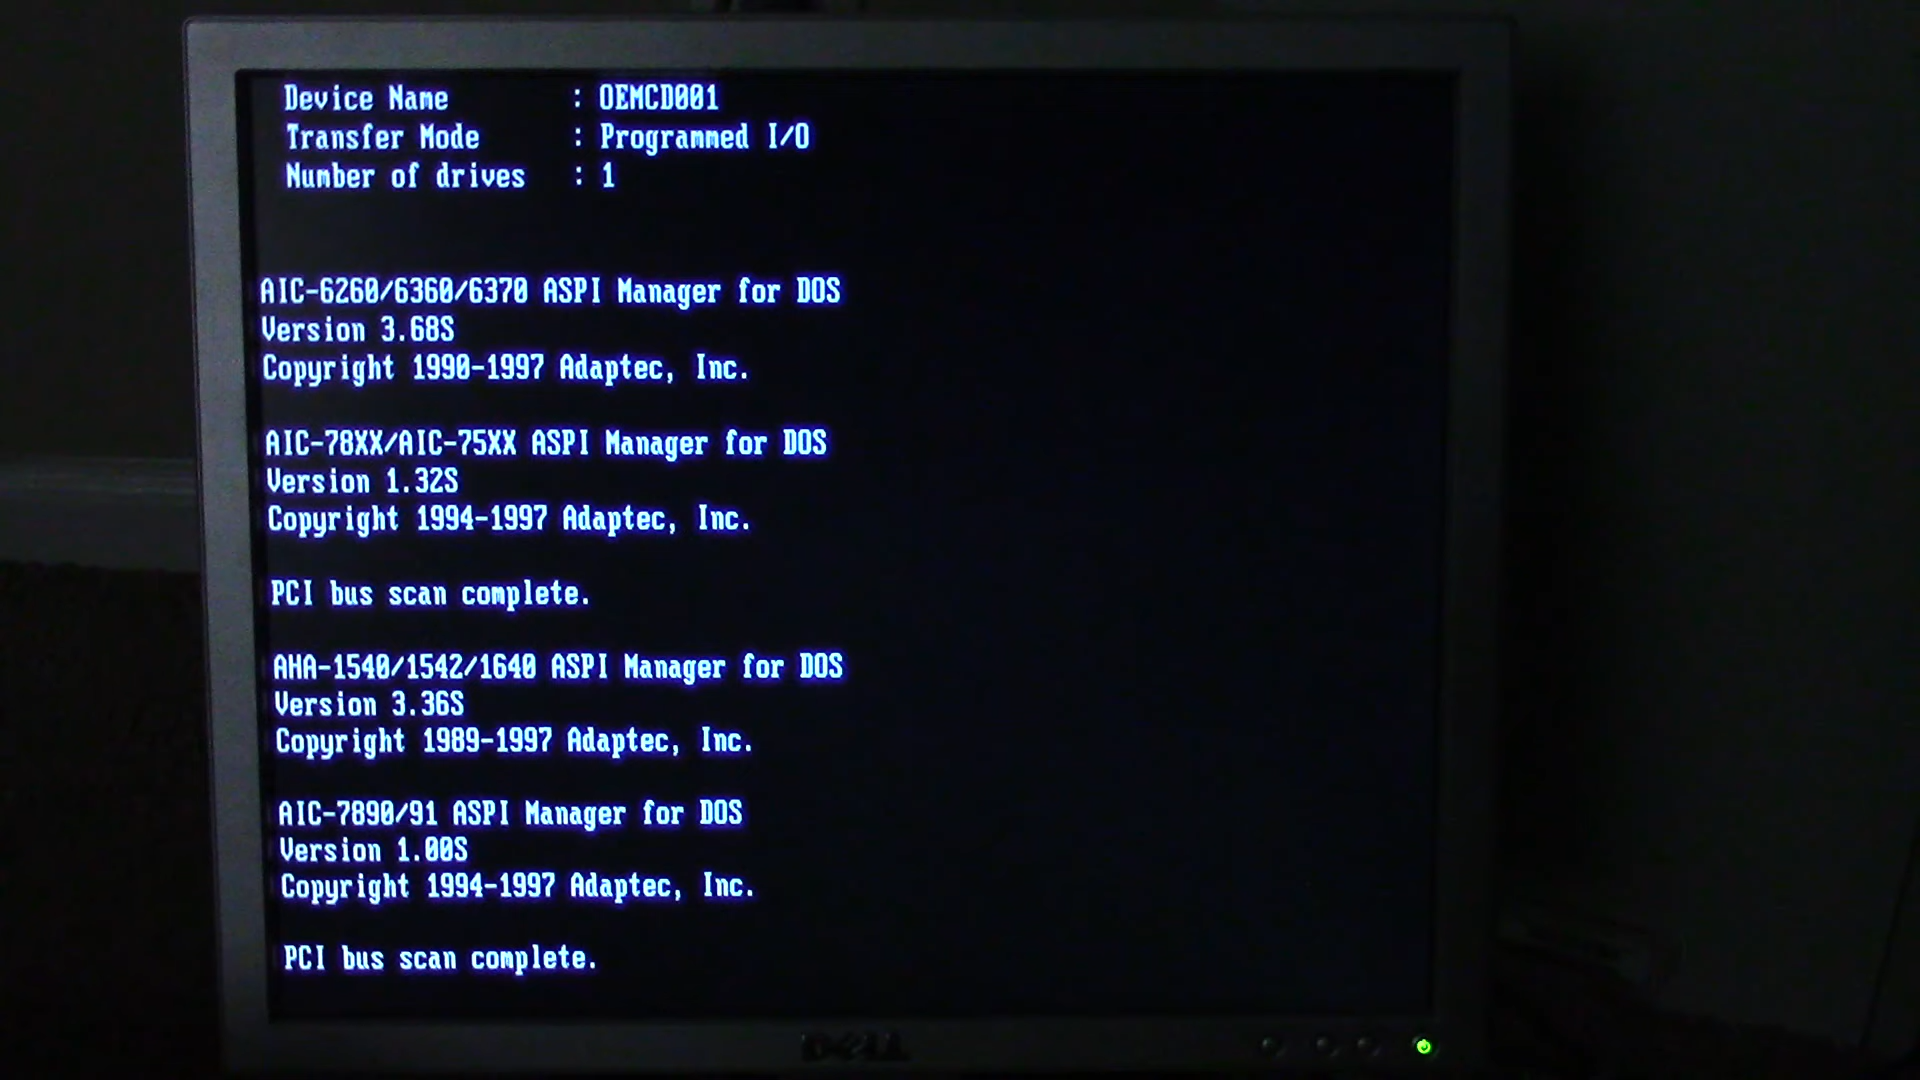 Device Name : OEMCD001
Transfer Mode : Programmed I/O
Number of drives : 1
AIC-6260/6360/6370 ASPI Manager for DOS
Version 3.68S
Copyright 1990-1997 Adaptec, Inc.
AIC-78XX/AIC-75XX ASPI Manager for DOS
Version 1.32S
Copyright 1994-1997 Adaptec, Inc.
PCI bus scan complete.
AHA-1540/1542/1640 ASPI Manager for DOS
Version 3.36S
Copyright 1989-1997 Adaptec, Inc.
AIC-7890/91 ASPI Manager for DOS
Version 1.00S
Copyright 1994-1997 Adaptec, Inc.
PCI bus scan complete.
DELL